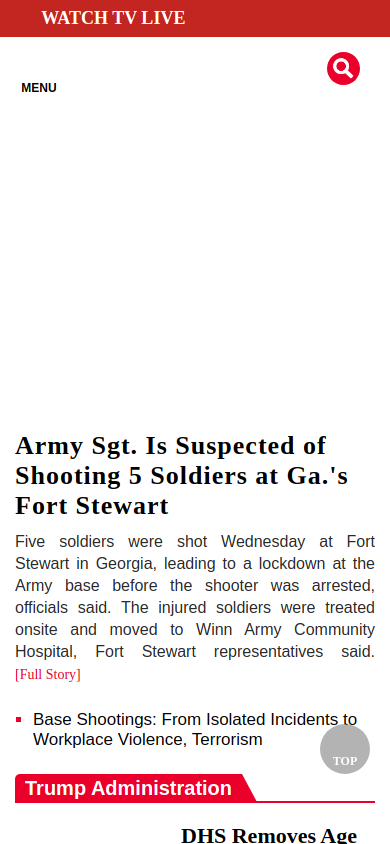 WATCH TV LIVE
MENU
Army Sgt. Is Suspected of
Shooting 5 Soldiers at Ga.'s
Fort Stewart
Five soldiers were shot Wednesday at Fort
Stewart in Georgia, leading to a lockdown at the
Army base before the shooter was arrested,
officials said. The injured soldiers were treated
onsite and moved to Winn Army Community
Hospital, Fort Stewart representatives said.
[Full Story]
Base Shootings: From Isolated Incidents to
Workplace Violence, Terrorism
TOP
Trump Administration
DHS Removes Age